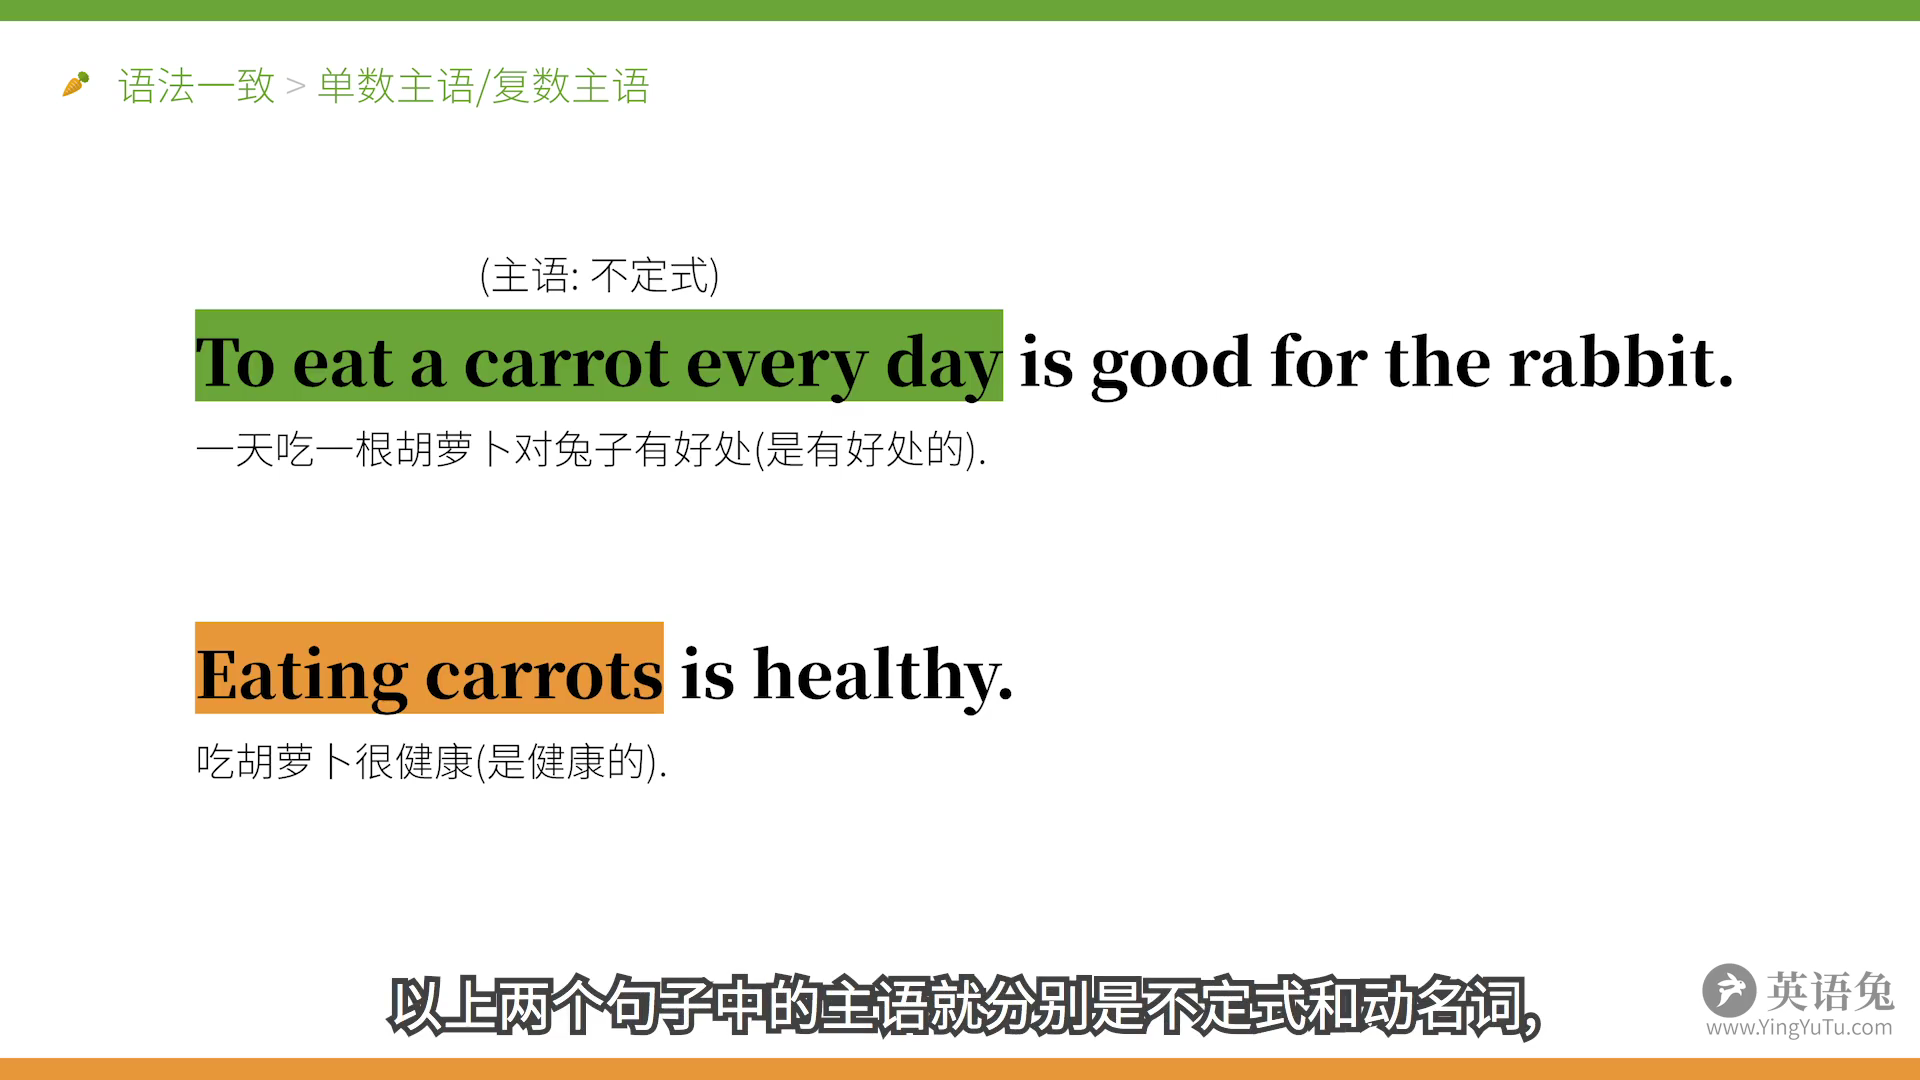 语法一致 > 单数主语/复数主语
(主语: 不定式)
To eat a carrot every day is good for the rabbit.
一天吃一根胡萝卜对兔子有好处(是有好处的).
Eating carrots is healthy.
吃胡萝卜很健康(是健康的).
以上两个句子中的主语就分别是不定式和动名词,
英语兔
www.YingYuTu.com